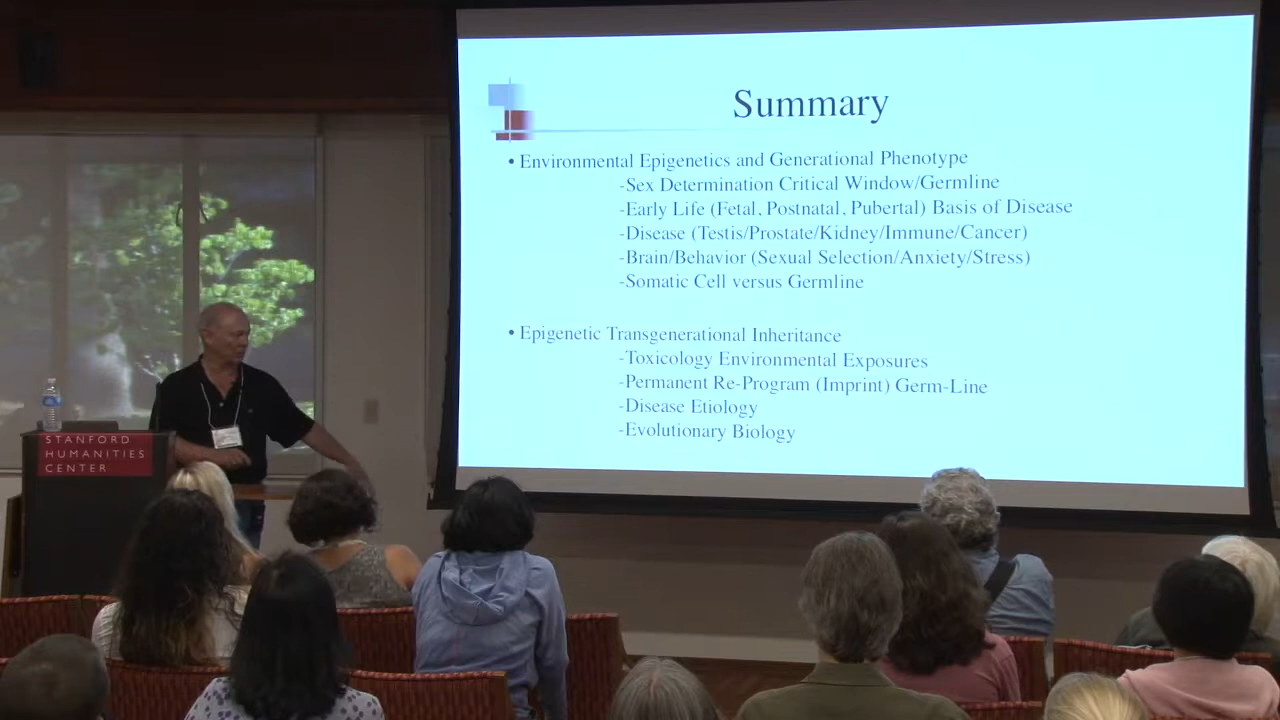 Summary
• Environmental Epigenetics and Generational Phenotype
-Sex Determination Critical Window/Germline
-Early Life (Fetal, Postnatal, Pubertal) Basis of Disease
-Disease (Testis/Prostate/Kidney/Immune/Cancer)
-Brain/Behavior (Sexual Selection/Anxiety/Stress)
-Somatic Cell versus Germline
• Epigenetic Transgenerational Inheritance
-Toxicology Environmental Exposures
-Permanent Re-Program (Imprint) Germ-Line
-Disease Etiology
-Evolutionary Biology
STANFORD
HUMANITIES
CENTER